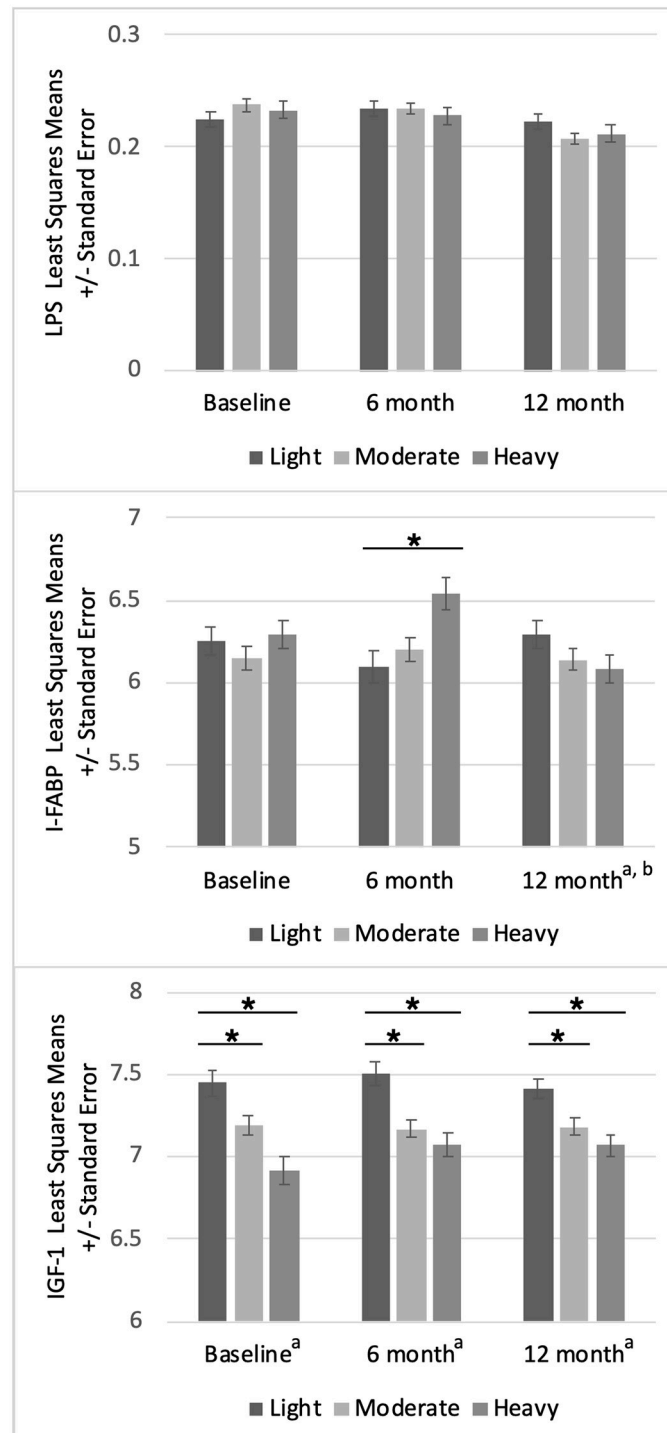 LPS Least Squares Means
+/- Standard Error
0.3
0.2
0.1
0
Baseline
6 month
12 month
Light
Moderate
Heavy
I-FABP Least Squares Means
+/- Standard Error
7
6.5
6
5.5
5
*
Baseline
6 month
12 month^a, b
Light
Moderate
Heavy
IGF-1 Least Squares Means
+/- Standard Error
8
7.5
7
6.5
6
* * *
* * *
Baseline^a
6 month^a
12 month^a
Light
Moderate
Heavy